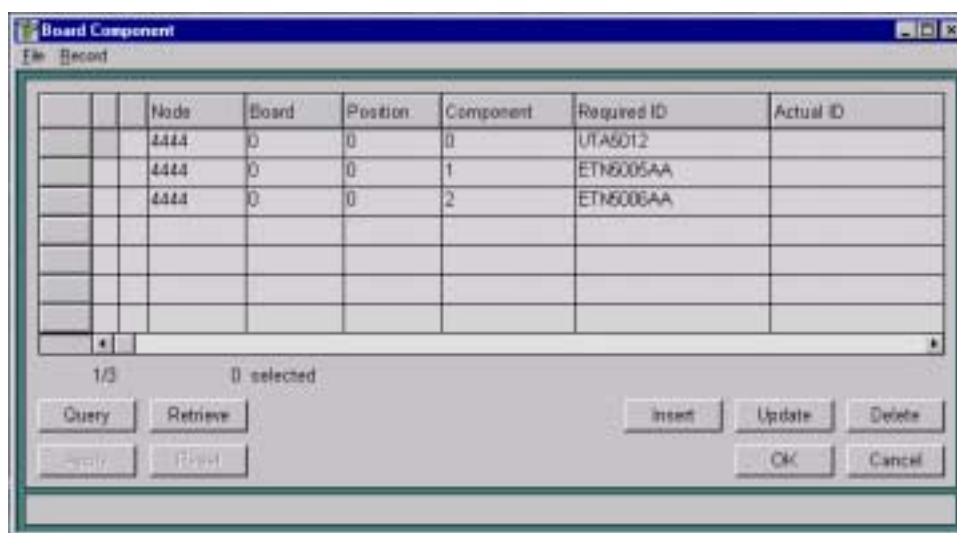 Board Component
File Record
Node Board Position Component Required ID Actual ID
4444 0 0 0 UTA6012
4444 0 0 1 ETN6005AA
4444 0 0 2 ETN6006AA
1/3 0 selected
Query Retrieve Insert Update Delete
Apply Reset OK Cancel